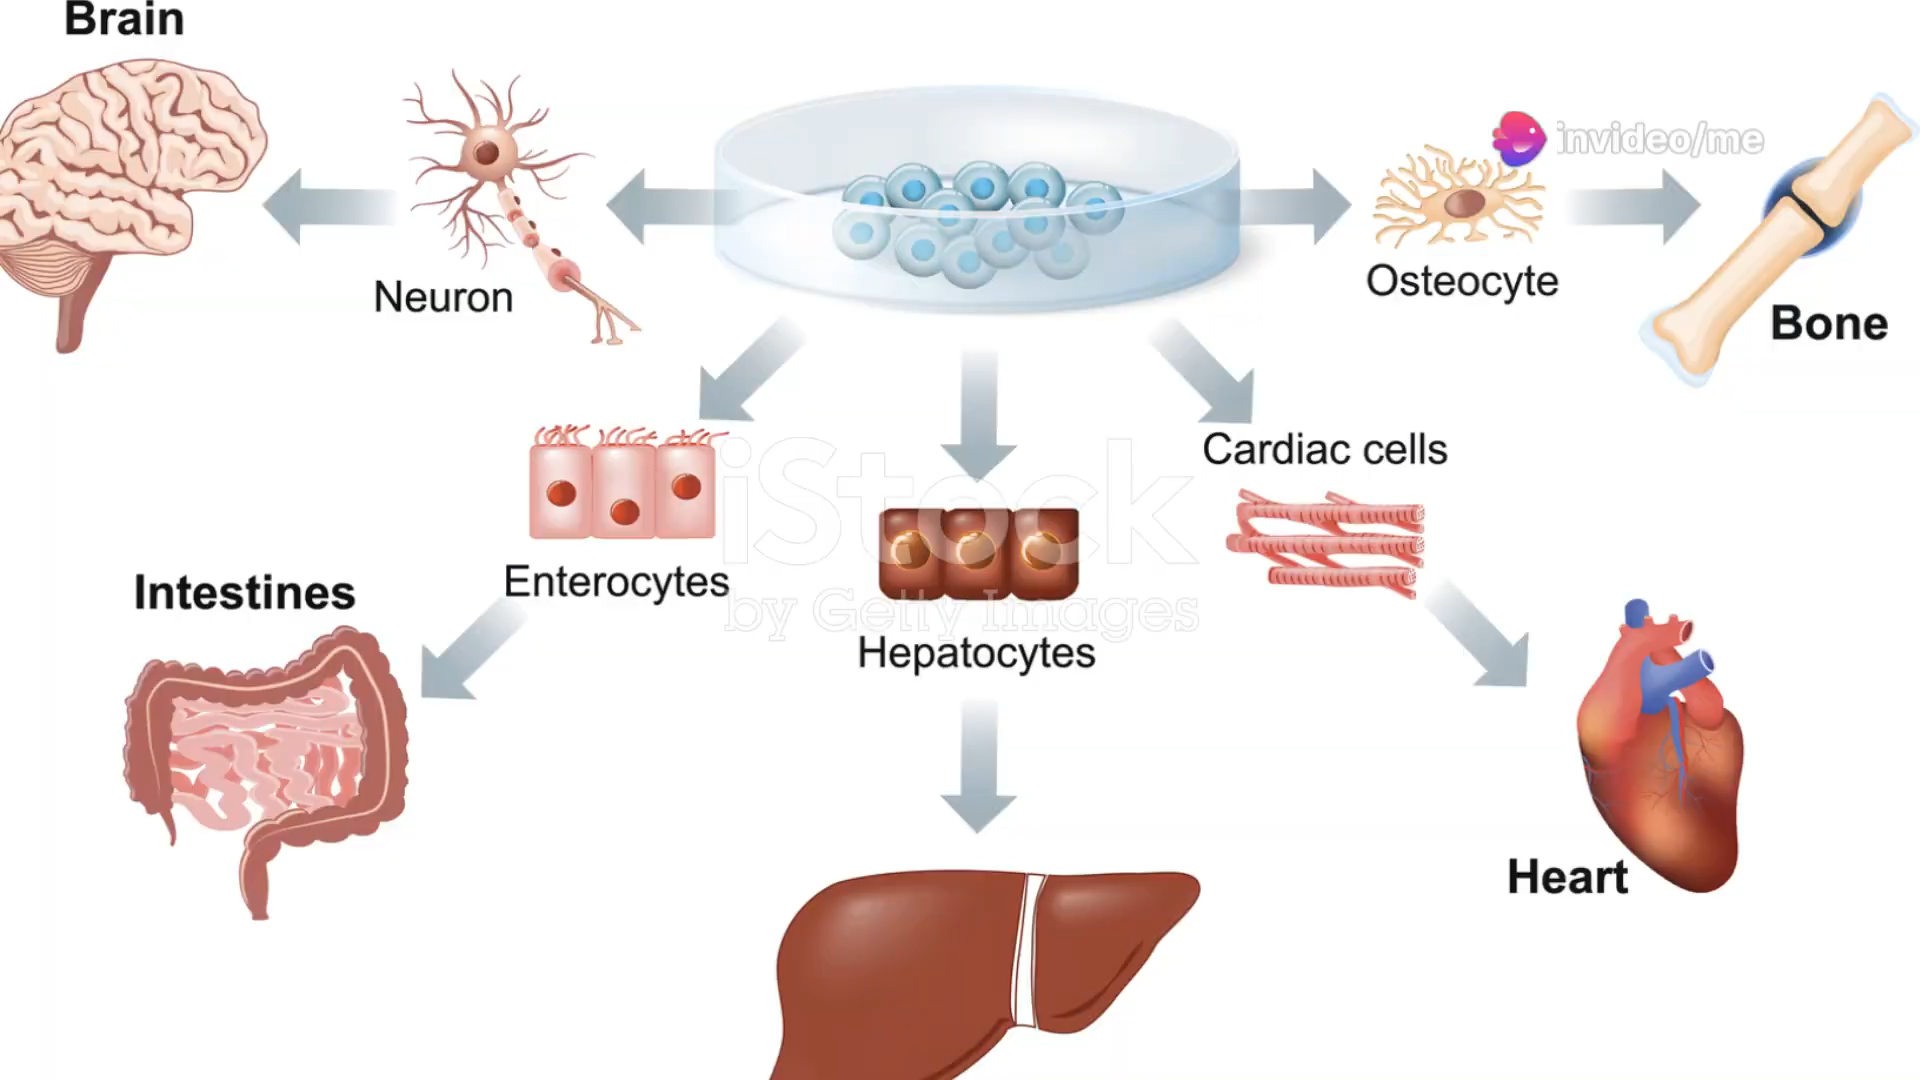 Brain
invideo/me
Neuron
Osteocyte
Bone
Cardiac cells
iStock
by Getty Images
Enterocytes
Intestines
Hepatocytes
Heart